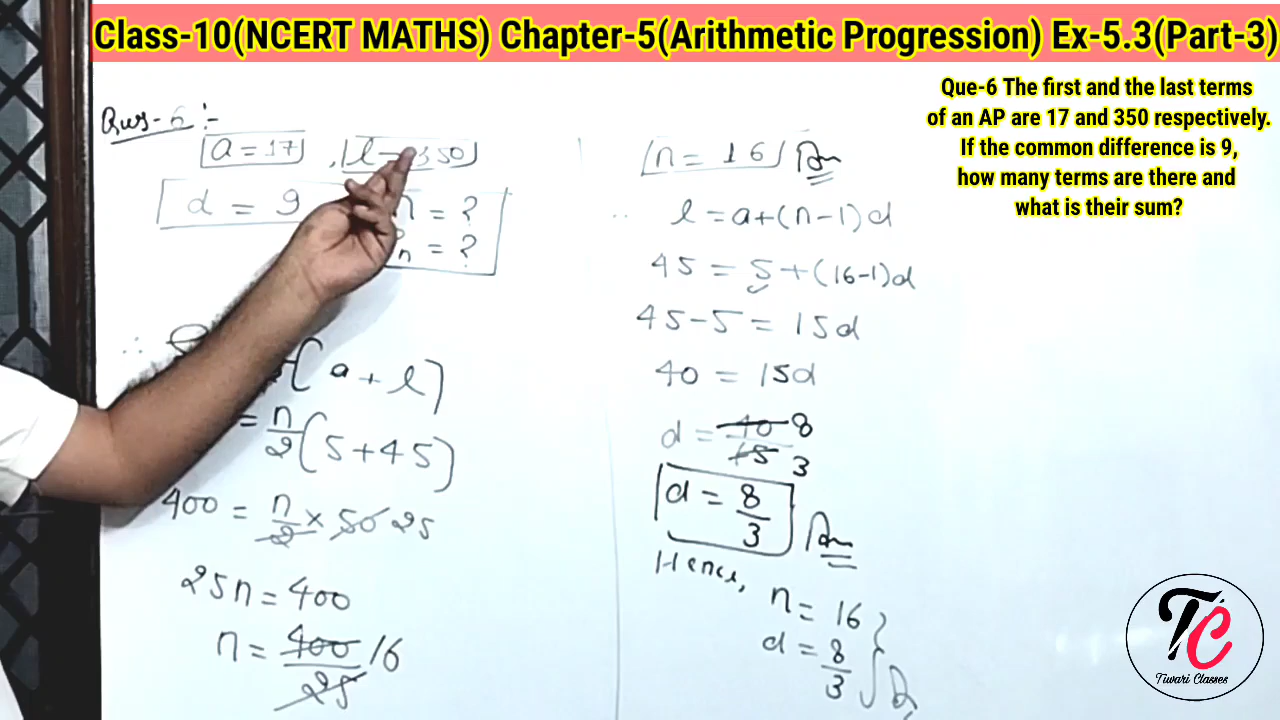 Class-10(NCERT MATHS) Chapter-5(Arithmetic Progression) Ex-5.3(Part-3)
Que-6 The first and the last terms
of an AP are 17 and 350 respectively.
If the common difference is 9,
how many terms are there and
what is their sum?
Ques-6:-
a = 17, l = 350
d = 9 n = ?
n = ?
∴ [a + l]
= n/2 (5+45)
400 = n/2 × 50 25
25n = 400
n = 400/25 16
n = 16 Ans
∵ l = a+(n-1)d
45 = 5+(16-1)d
45-5 = 15d
40 = 15d
d = 40/15 8/3
d = 8/3 Ans
Hence,
n = 16
d = 8/3
TC
Tiwari Classes